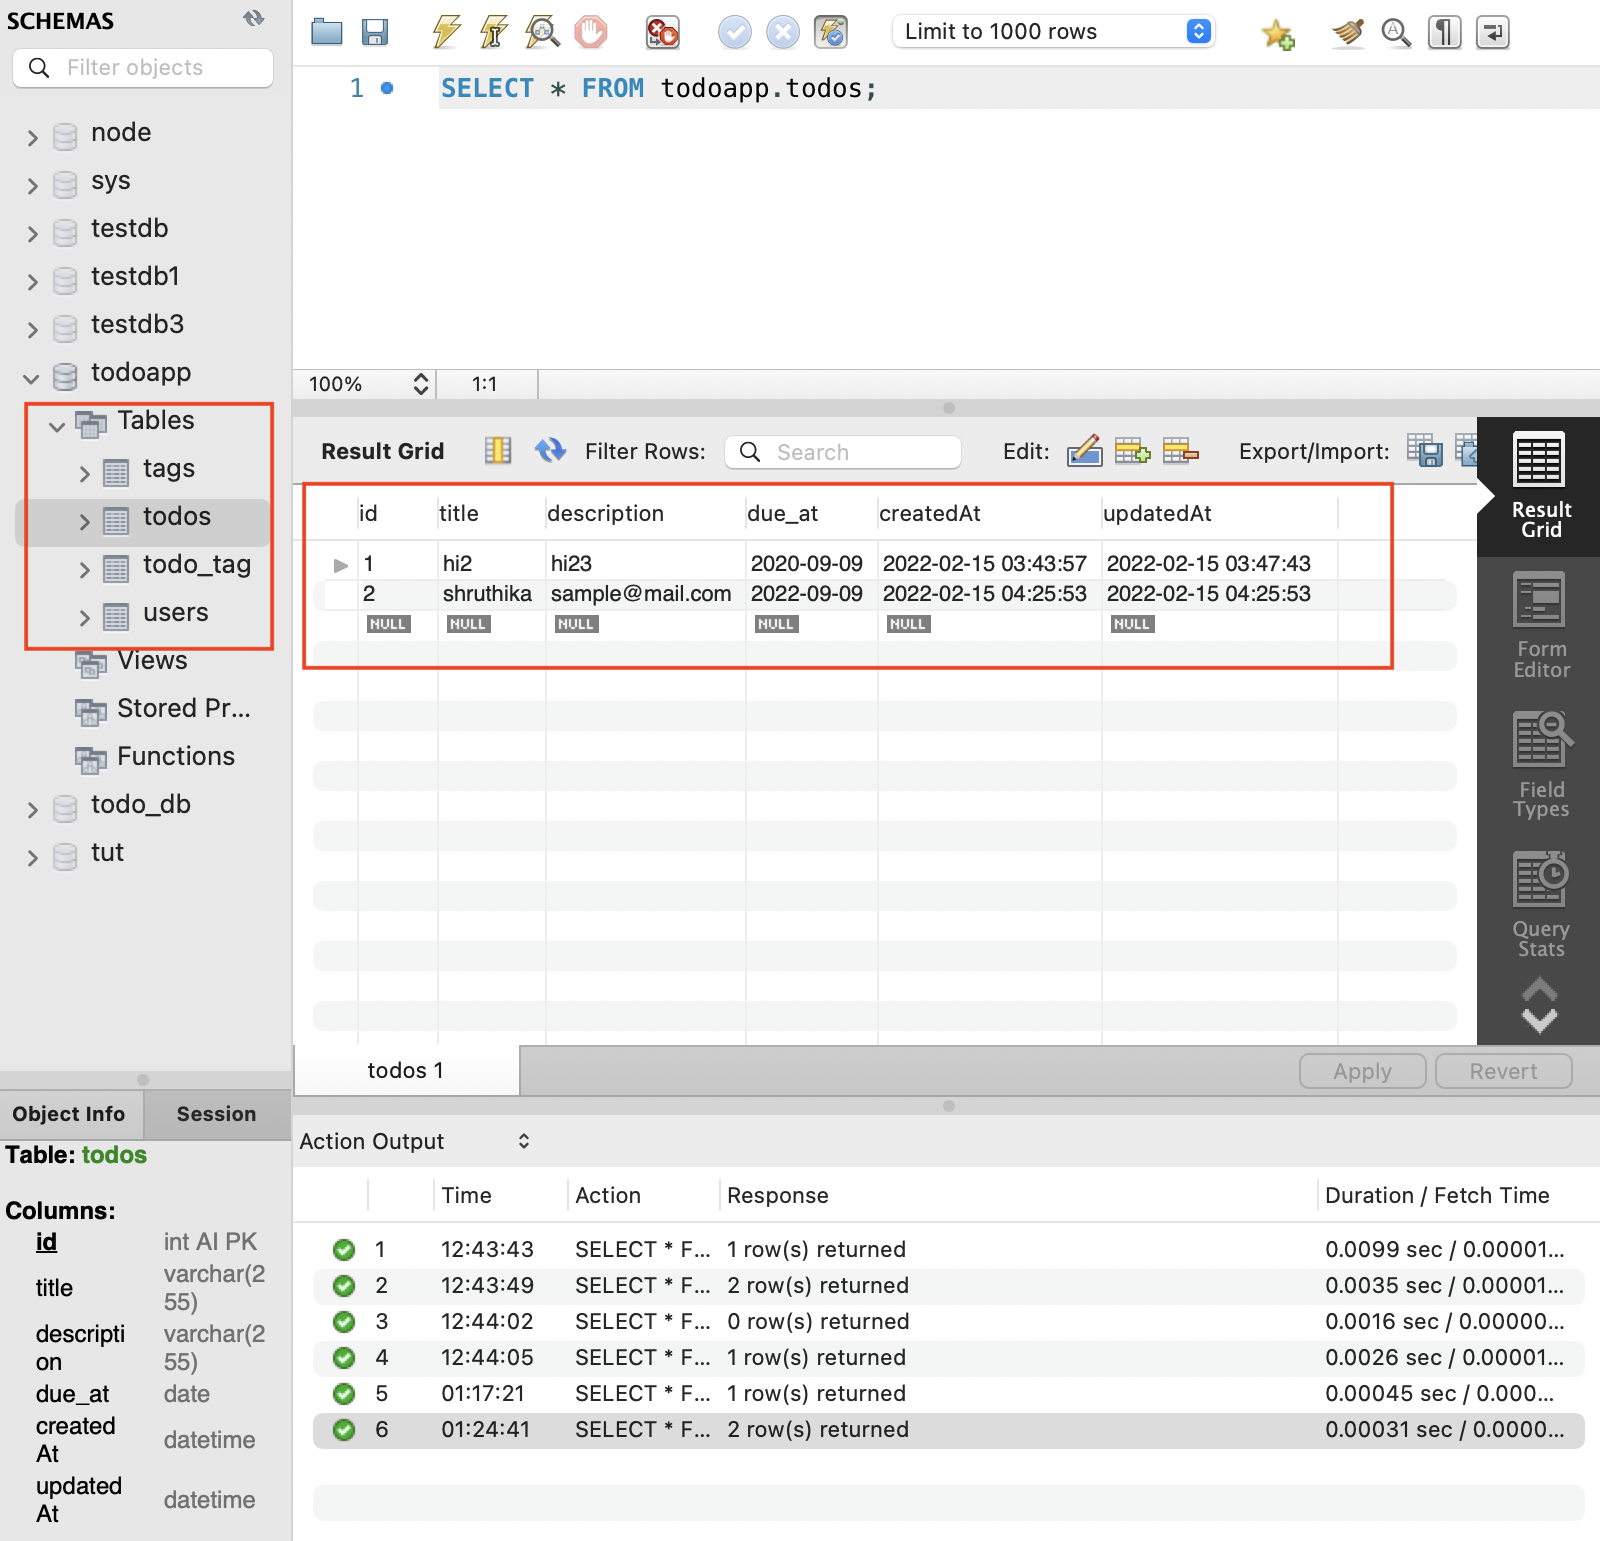 SCHEMAS
Filter objects
node
sys
testdb
testdb1
testdb3
todoapp
Tables
tags
todos
todo_tag
users
Views
Stored Pr...
Functions
todo_db
tut
Object Info Session
Table: todos
Columns:
id int AI PK
title varchar(2
55)
descripti varchar(2
on 55)
due_at date
created
At datetime
updated
At datetime
Limit to 1000 rows
1 SELECT * FROM todoapp.todos;
100% 1:1
Result Grid Filter Rows: Search Edit: Export/Import:
id title description due_at createdAt updatedAt
1 hi2 hi23 2020-09-09 2022-02-15 03:43:57 2022-02-15 03:47:43
2 shruthika sample@mail.com 2022-09-09 2022-02-15 04:25:53 2022-02-15 04:25:53
NULL NULL NULL NULL NULL NULL
Result
Grid
Form
Editor
Field
Types
Query
Stats
todos 1 Apply Revert
Action Output
Time Action Response Duration / Fetch Time
1 12:43:43 SELECT * F... 1 row(s) returned 0.0099 sec / 0.00001...
2 12:43:49 SELECT * F... 2 row(s) returned 0.0035 sec / 0.00001...
3 12:44:02 SELECT * F... 0 row(s) returned 0.0016 sec / 0.00000...
4 12:44:05 SELECT * F... 1 row(s) returned 0.0026 sec / 0.00001...
5 01:17:21 SELECT * F... 1 row(s) returned 0.00045 sec / 0.000...
6 01:24:41 SELECT * F... 2 row(s) returned 0.00031 sec / 0.0000...